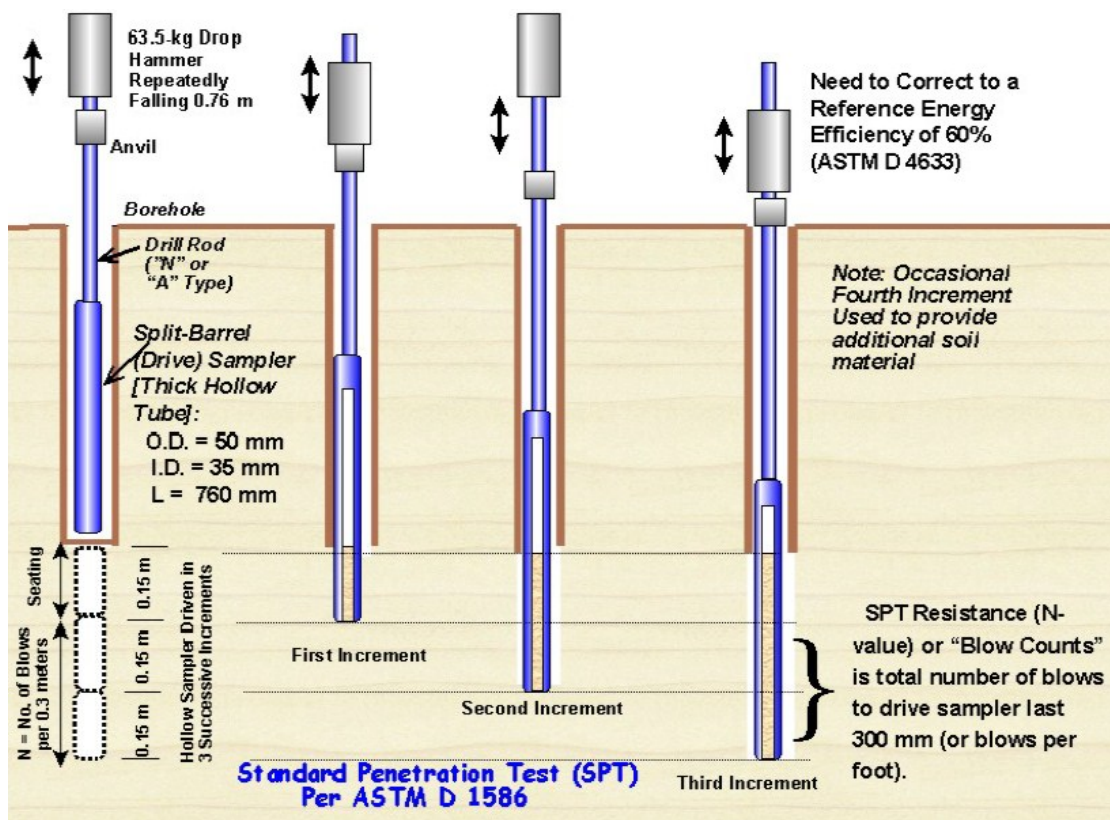 63.5-kg Drop
Hammer
Repeatedly
Falling 0.76 m
Anvil
Borehole
Drill Rod
("N" or
"A" Type)
Split-Barrel
(Drive) Sampler
[Thick Hollow
Tube]:
O.D. = 50 mm
I.D. = 35 mm
L = 760 mm
Seating
N = No. of Blows
per 0.3 meters
0.15 m
0.15 m
0.15 m
Hollow Sampler Driven in
3 Successive Increments
First Increment
Second Increment
Third Increment
Need to Correct to a
Reference Energy
Efficiency of 60%
(ASTM D 4633)
Note: Occasional
Fourth Increment
Used to provide
additional soil
material
SPT Resistance (N-
value) or "Blow Counts"
is total number of blows
to drive sampler last
300 mm (or blows per
foot).
Standard Penetration Test (SPT)
Per ASTM D 1586